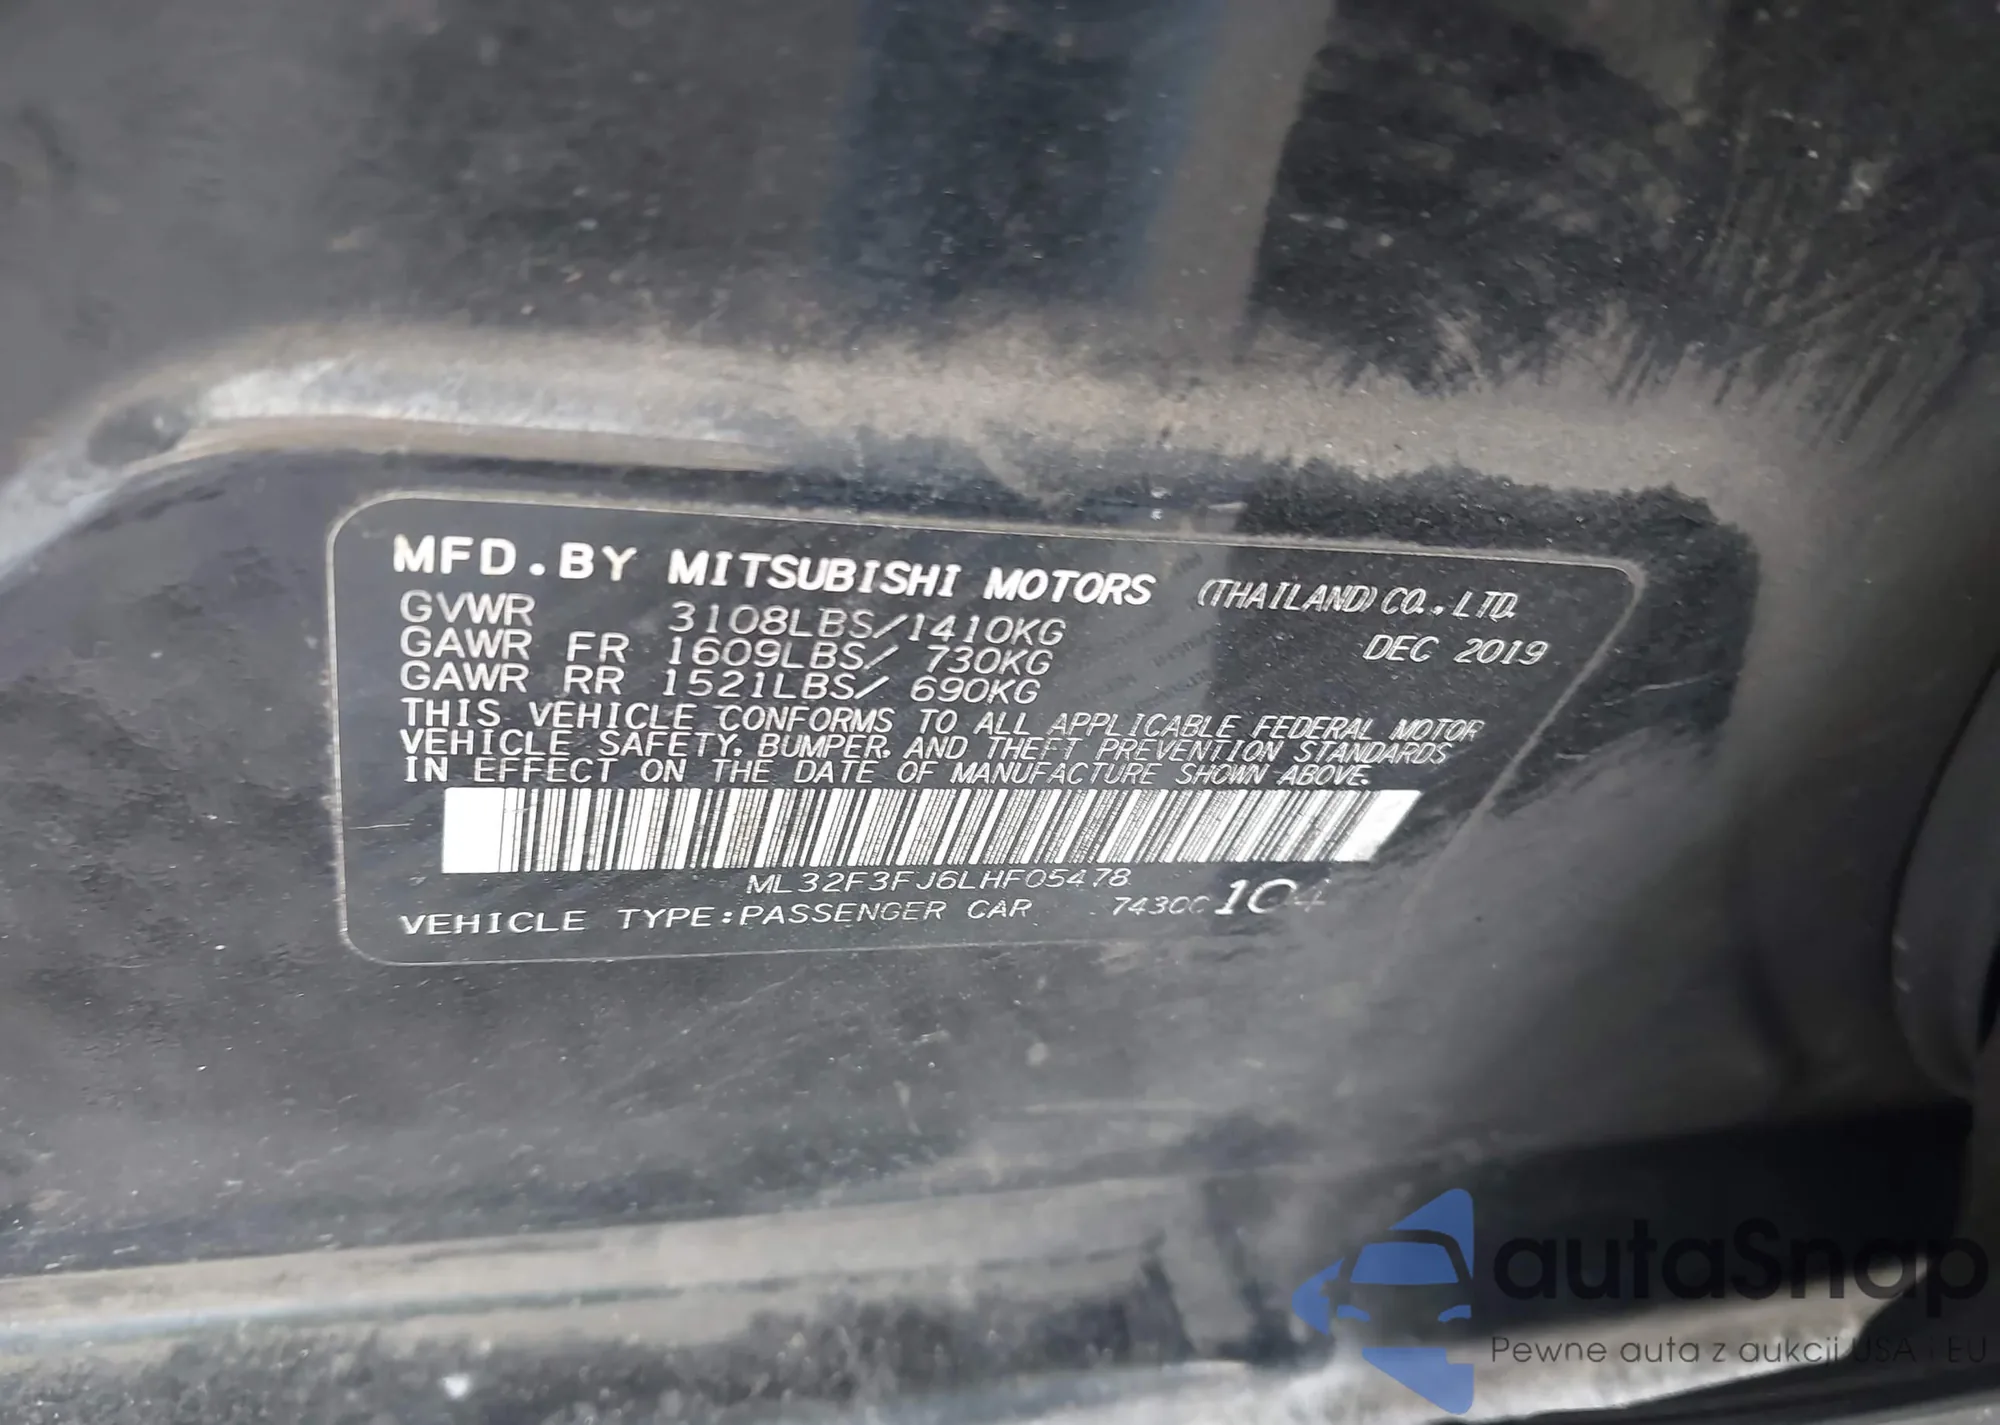 MFD.BY MITSUBISHI MOTORS (THAILAND) CO., LTD.
GVWR 3108LBS/1410KG
GAWR FR 1609LBS/ 730KG DEC 2019
GAWR RR 1521LBS/ 690KG
THIS VEHICLE CONFORMS TO ALL APPLICABLE FEDERAL MOTOR
VEHICLE SAFETY, BUMPER, AND THEFT PREVENTION STANDARDS
IN EFFECT ON THE DATE OF MANUFACTURE SHOWN ABOVE.
ML32F3FJ6LHF05478
VEHICLE TYPE:PASSENGER CAR
autaSnap
Pewne auta z aukcji USA i EU